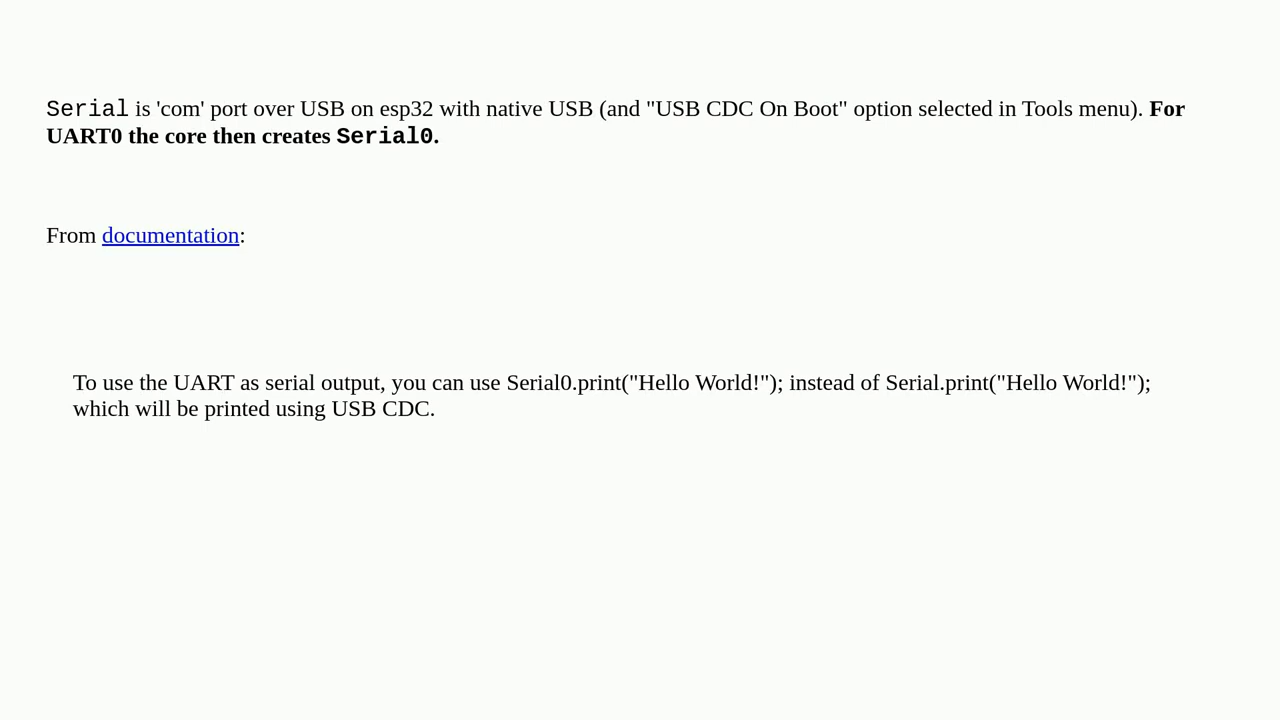 Serial is 'com' port over USB on esp32 with native USB (and "USB CDC On Boot" option selected in Tools menu). For
UART0 the core then creates Serial0.
From documentation:
To use the UART as serial output, you can use Serial0.print("Hello World!"); instead of Serial.print("Hello World!");
which will be printed using USB CDC.